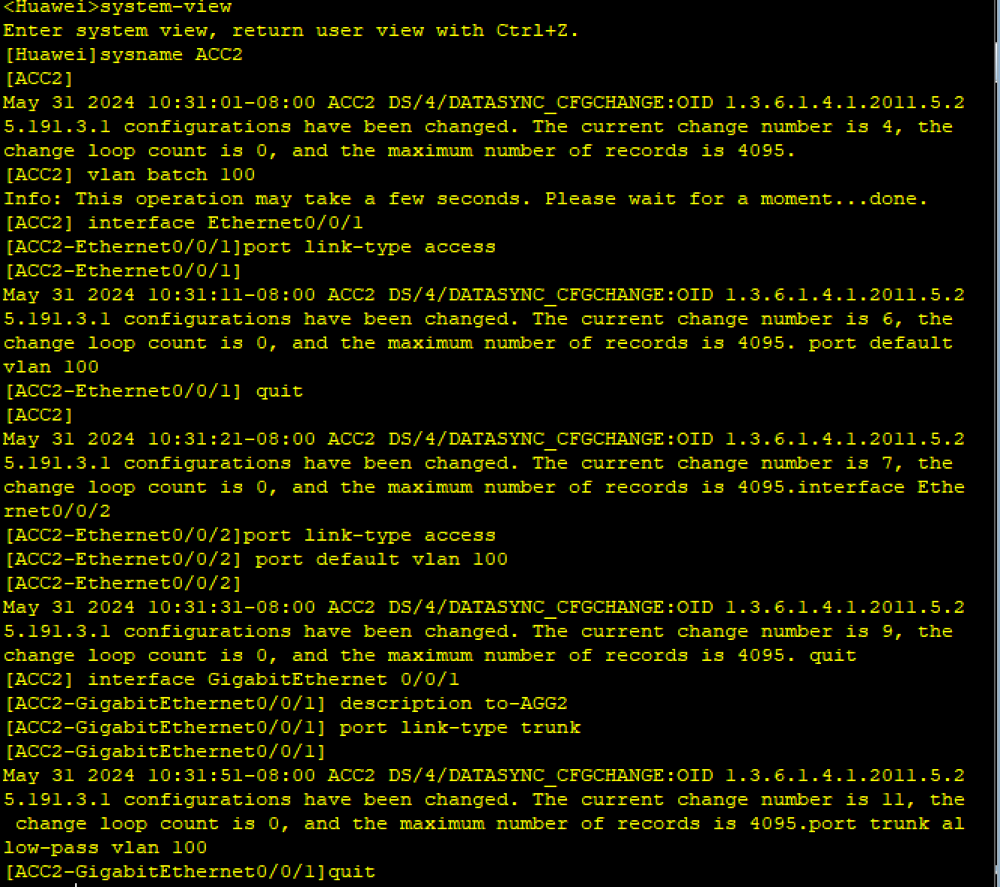 <Huawei>system-view
Enter system view, return user view with Ctrl+Z.
[Huawei]sysname ACC2
[ACC2]
May 31 2024 10:31:01-08:00 ACC2 DS/4/DATASYNC_CFGCHANGE:OID 1.3.6.1.4.1.2011.5.2
5.191.3.1 configurations have been changed. The current change number is 4, the
change loop count is 0, and the maximum number of records is 4095.
[ACC2] vlan batch 100
Info: This operation may take a few seconds. Please wait for a moment...done.
[ACC2] interface Ethernet0/0/1
[ACC2-Ethernet0/0/1]port link-type access
[ACC2-Ethernet0/0/1]
May 31 2024 10:31:11-08:00 ACC2 DS/4/DATASYNC_CFGCHANGE:OID 1.3.6.1.4.1.2011.5.2
5.191.3.1 configurations have been changed. The current change number is 6, the
change loop count is 0, and the maximum number of records is 4095. port default
vlan 100
[ACC2-Ethernet0/0/1] quit
[ACC2]
May 31 2024 10:31:21-08:00 ACC2 DS/4/DATASYNC_CFGCHANGE:OID 1.3.6.1.4.1.2011.5.2
5.191.3.1 configurations have been changed. The current change number is 7, the
change loop count is 0, and the maximum number of records is 4095.interface Ethe
rnet0/0/2
[ACC2-Ethernet0/0/2]port link-type access
[ACC2-Ethernet0/0/2] port default vlan 100
[ACC2-Ethernet0/0/2]
May 31 2024 10:31:31-08:00 ACC2 DS/4/DATASYNC_CFGCHANGE:OID 1.3.6.1.4.1.2011.5.2
5.191.3.1 configurations have been changed. The current change number is 9, the
change loop count is 0, and the maximum number of records is 4095. quit
[ACC2] interface GigabitEthernet 0/0/1
[ACC2-GigabitEthernet0/0/1] description to-AGG2
[ACC2-GigabitEthernet0/0/1] port link-type trunk
[ACC2-GigabitEthernet0/0/1]
May 31 2024 10:31:51-08:00 ACC2 DS/4/DATASYNC_CFGCHANGE:OID 1.3.6.1.4.1.2011.5.2
5.191.3.1 configurations have been changed. The current change number is 11, the
 change loop count is 0, and the maximum number of records is 4095.port trunk al
low-pass vlan 100
[ACC2-GigabitEthernet0/0/1]quit